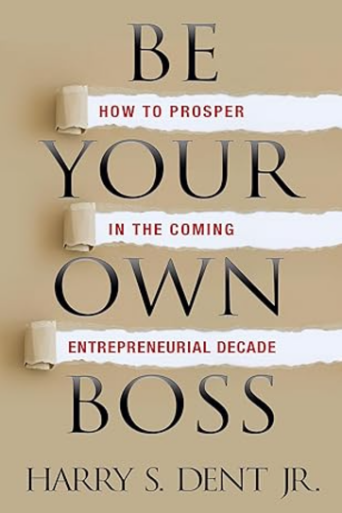 BE
HOW TO PROSPER
YOUR
IN THE COMING
OWN
ENTREPRENEURIAL DECADE
BOSS
HARRY S. DENT JR.